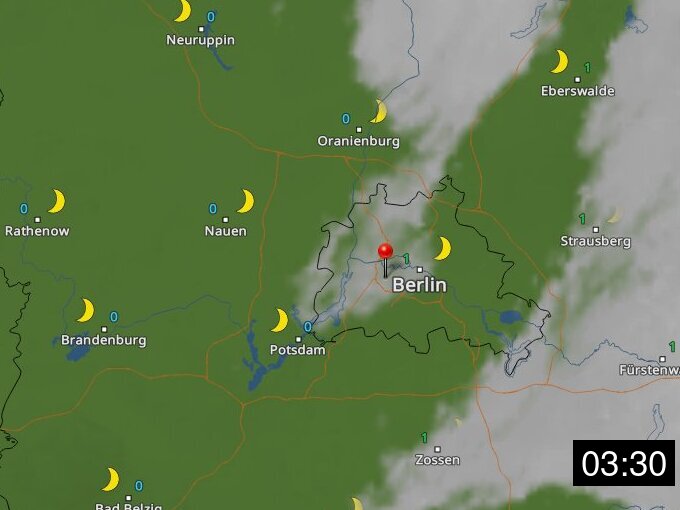 0
Neuruppin
1
Eberswalde
0
Oranienburg
0
Rathenow
0
Nauen
1
Strausberg
1
Berlin
0
Brandenburg
0
Potsdam
1
Fürstenwa
1
Zossen
03:30
0
Bad Belzig